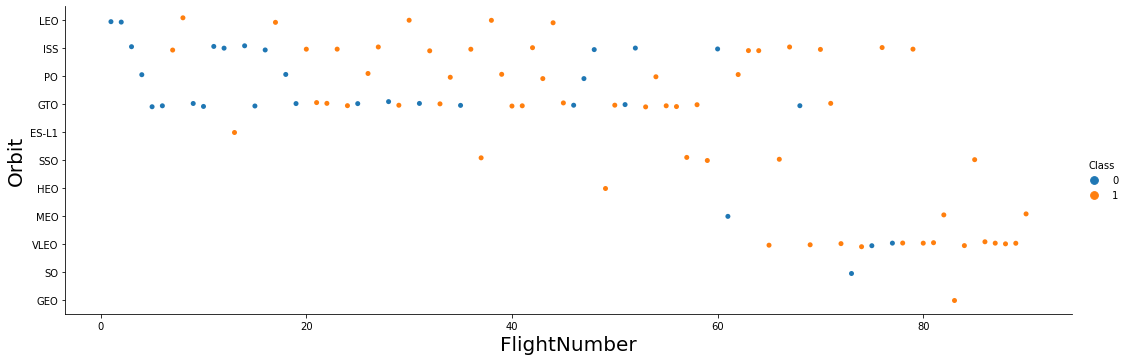 LEO
ISS
PO
GTO
ES-L1
SSO
HEO
MEO
VLEO
SO
GEO
Orbit
0
20
40
60
80
FlightNumber
Class
0
1